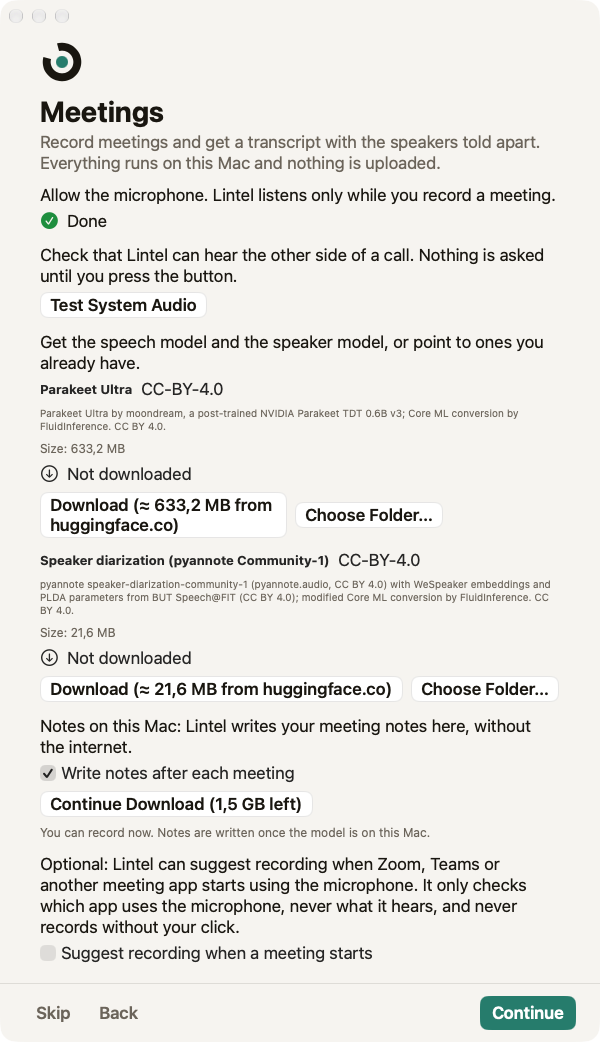 Meetings
Record meetings and get a transcript with the speakers told apart.
Everything runs on this Mac and nothing is uploaded.
Allow the microphone. Lintel listens only while you record a meeting.
Done
Check that Lintel can hear the other side of a call. Nothing is asked
until you press the button.
Test System Audio
Get the speech model and the speaker model, or point to ones you
already have.
Parakeet Ultra CC-BY-4.0
Parakeet Ultra by moondream, a post-trained NVIDIA Parakeet TDT 0.6B v3; Core ML conversion by
FluidInference. CC BY 4.0.
Size: 633,2 MB
Not downloaded
Download (≈ 633,2 MB from
huggingface.co)
Choose Folder...
Speaker diarization (pyannote Community-1) CC-BY-4.0
pyannote speaker-diarization-community-1 (pyannote.audio, CC BY 4.0) with WeSpeaker embeddings and
PLDA parameters from BUT Speech@FIT (CC BY 4.0); modified Core ML conversion by FluidInference. CC
BY 4.0.
Size: 21,6 MB
Not downloaded
Download (≈ 21,6 MB from huggingface.co) Choose Folder...
Notes on this Mac: Lintel writes your meeting notes here, without
the internet.
Write notes after each meeting
Continue Download (1,5 GB left)
You can record now. Notes are written once the model is on this Mac.
Optional: Lintel can suggest recording when Zoom, Teams or
another meeting app starts using the microphone. It only checks
which app uses the microphone, never what it hears, and never
records without your click.
Suggest recording when a meeting starts
Skip Back Continue